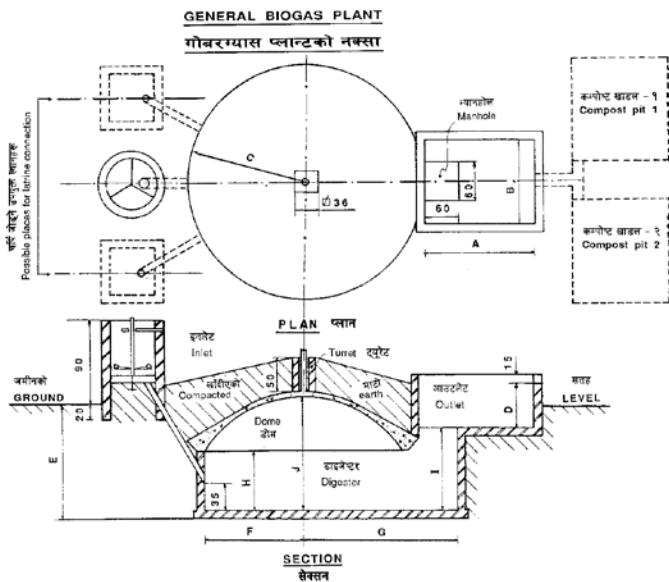 GENERAL BIOGAS PLANT
गोबरग्यास प्लान्टको नक्सा
Possible places for latrine connection
C
36
म्यानहोल
Manhole
60
60
B
A
कम्पोष्ट खाडल - १
Compost pit 1
कम्पोष्ट खाडल - २
Compost pit 2
PLAN प्लान
इनलेट
Inlet
Turret ट्युरेट
90
50
15
जमीनको
GROUND
20
Compacted
माटो
earth
आउटलेट
Outlet
D
सतह
LEVEL
Dome
डोम
E
H
J
I
35
डाइजेस्टर
Digester
F
G
SECTION
सेक्सन